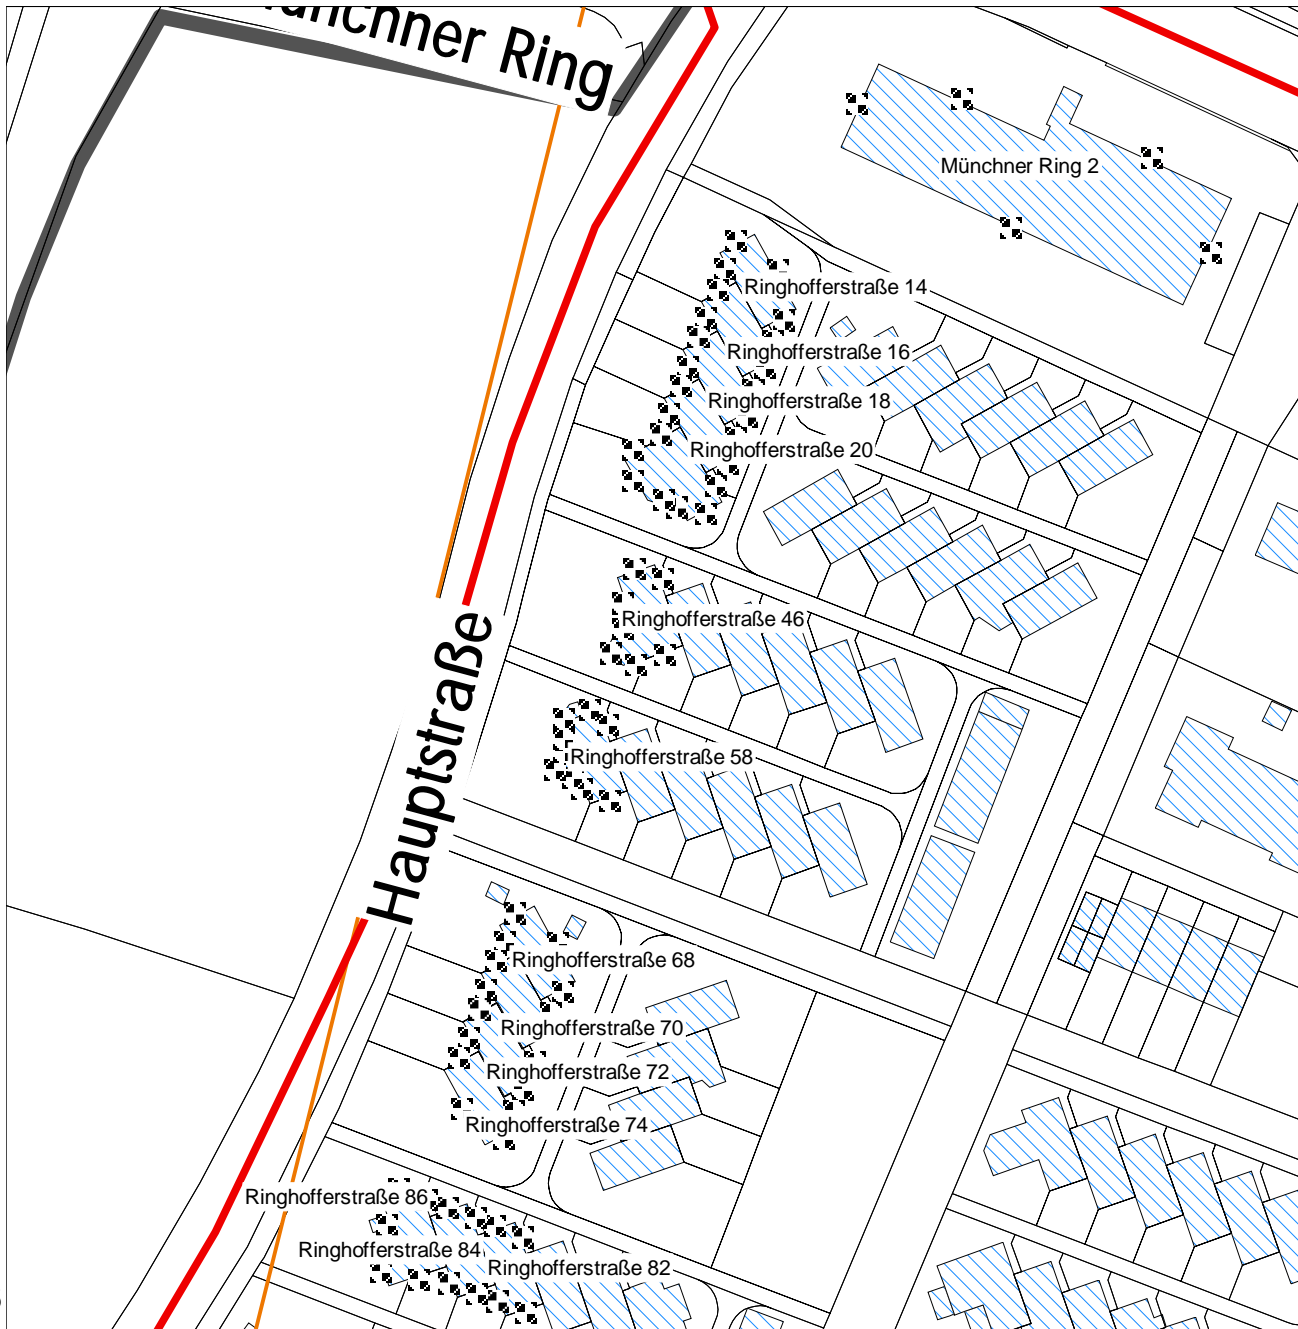 Münchner Ring
Münchner Ring 2
Ringhofferstraße 14
Ringhofferstraße 16
Ringhofferstraße 18
Ringhofferstraße 20
Ringhofferstraße 46
Hauptstraße
Ringhofferstraße 58
Ringhofferstraße 68
Ringhofferstraße 70
Ringhofferstraße 72
Ringhofferstraße 74
Ringhofferstraße 86
Ringhofferstraße 84
Ringhofferstraße 82